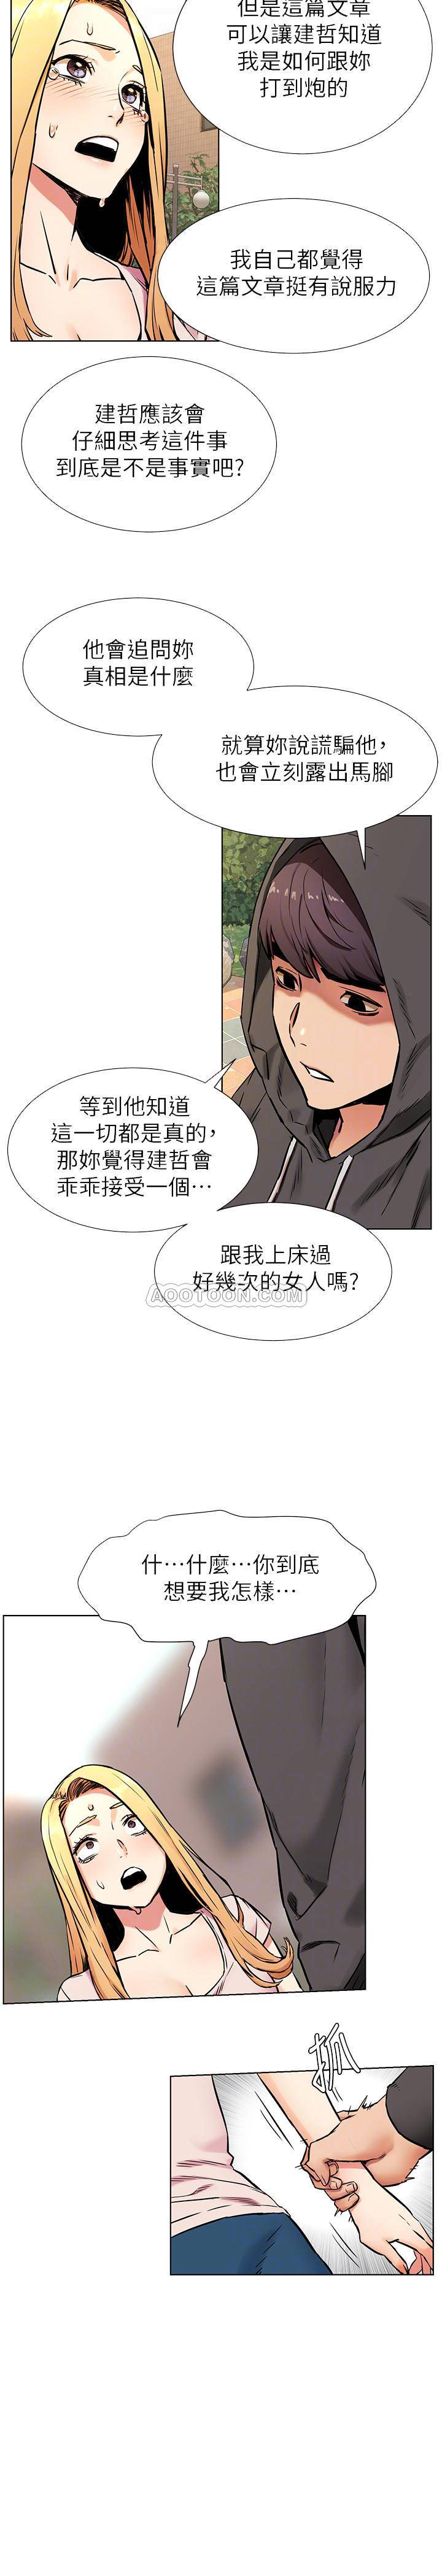 但是這篇文章
可以讓建哲知道
我是如何跟妳
打到炮的
我自己都覺得
這篇文章挺有說服力
建哲應該會
仔細思考這件事
到底是不是事實吧?
他會追問妳
真相是什麼
就算妳說謊騙他,
也會立刻露出馬腳
等到他知道
這一切都是真的,
那妳覺得建哲會
乖乖接受一個…
跟我上床過
好幾次的女人嗎?
AOOTOON.COM
什…什麼…你到底
想要我怎樣…
抓